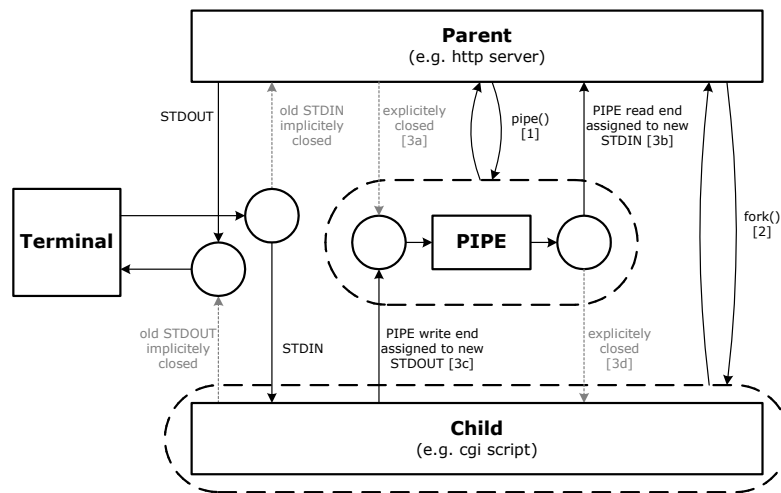 Parent
(e.g. http server)
STDOUT
old STDIN
implicitely
closed
explicitely
closed
[3a]
pipe()
[1]
PIPE read end
assigned to new
STDIN [3b]
fork()
[2]
Terminal
PIPE
old STDOUT
implicitely
closed
STDIN
PIPE write end
assigned to new
STDOUT [3c]
explicitely
closed
[3d]
Child
(e.g. cgi script)